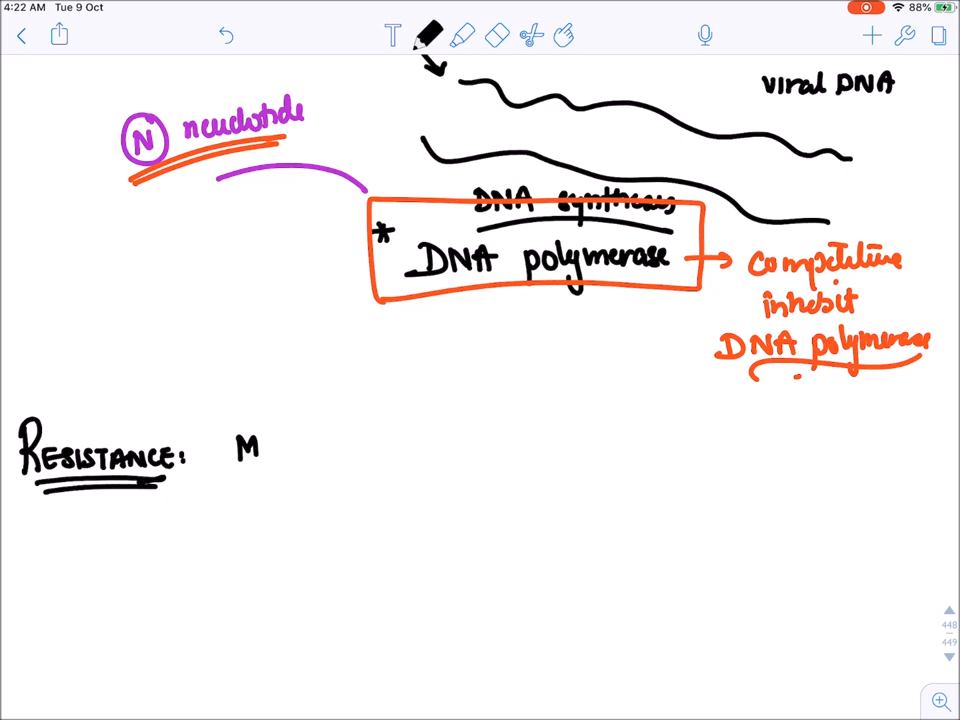 4:22 AM Tue 9 Oct
88%
T
viral DNA
N neucleotide
DNA synthesis
* DNA polymerase
competitive
inhibit
DNA polymerase
RESISTANCE: M
448
449